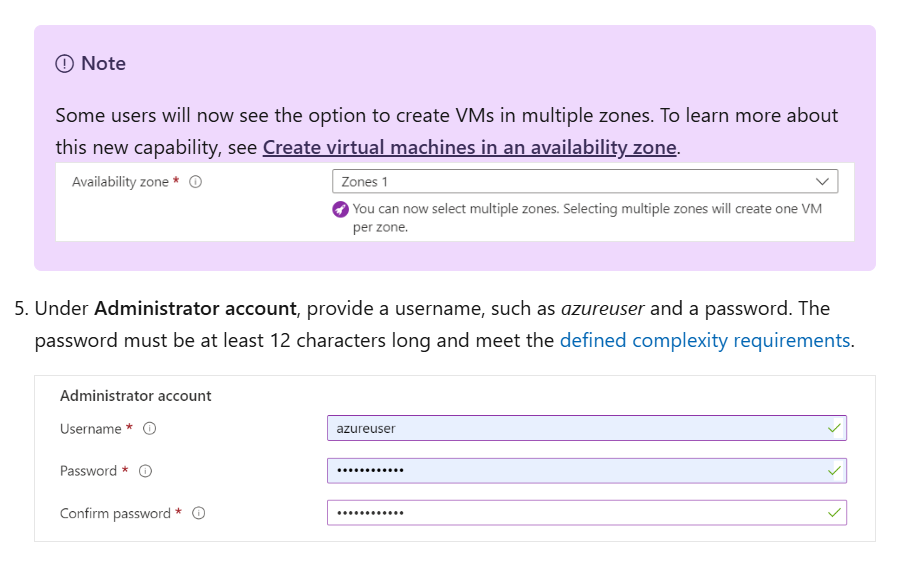 Note
Some users will now see the option to create VMs in multiple zones. To learn more about
this new capability, see Create virtual machines in an availability zone.
Availability zone * Zones 1
You can now select multiple zones. Selecting multiple zones will create one VM
per zone.
5. Under Administrator account, provide a username, such as azureuser and a password. The
password must be at least 12 characters long and meet the defined complexity requirements.
Administrator account
Username * azureuser
Password * ••••••••••••
Confirm password * ••••••••••••